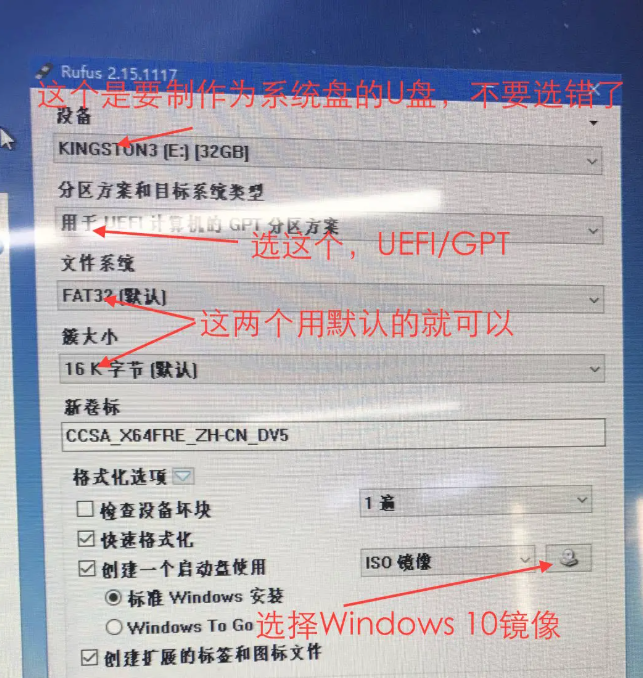 Rufus 2.15.1117
这个是要制作为系统盘的U盘，不要选错了
设备
KINGSTON3 (E:) [32GB]
分区方案和目标系统类型
用于 UEFI 计算机的 GPT 分区方案
选这个，UEFI/GPT
文件系统
FAT32 (默认)
这两个用默认的就可以
簇大小
16 K 字节 (默认)
新卷标
CCSA_X64FRE_ZH-CN_DV5
格式化选项
检查设备坏块
1 遍
快速格式化
创建一个启动盘使用
ISO 镜像
标准 Windows 安装
Windows To Go
选择Windows 10镜像
创建扩展的标签和图标文件